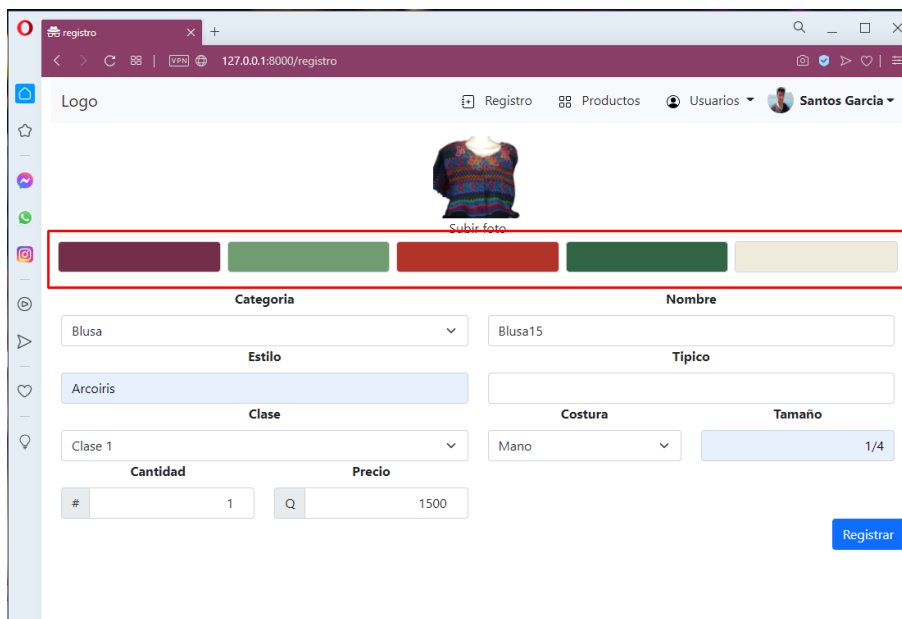 registro
VPN 127.0.0.1:8000/registro
Logo Registro Productos Usuarios Santos Garcia
Subir foto
Categoria Nombre
Blusa Blusa15
Estilo Tipico
Arcoiris
Clase Costura Tamaño
Clase 1 Mano 1/4
Cantidad Precio
# 1 Q 1500
Registrar